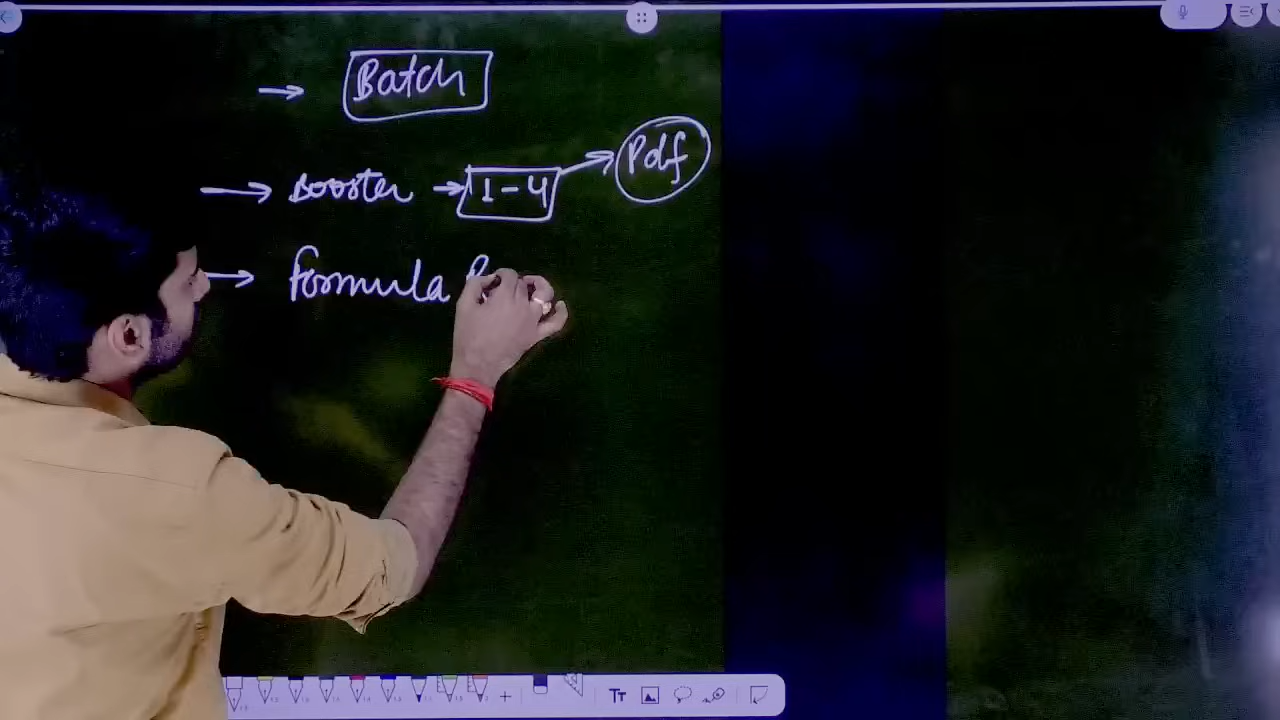 → Batch
→ Booster → 1-4 → Pdf
→ formula